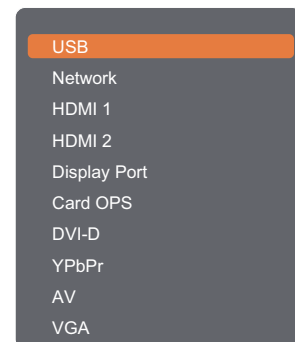 USB
Network
HDMI 1
HDMI 2
Display Port
Card OPS
DVI-D
YPbPr
AV
VGA